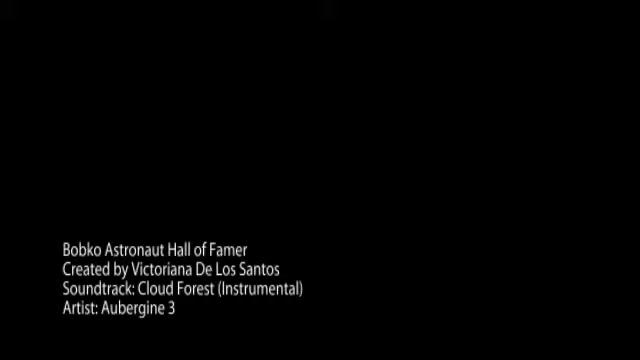 Bobko Astronaut Hall of Famer
Created by Victoriana De Los Santos
Soundtrack: Cloud Forest (Instrumental)
Artist: Aubergine 3